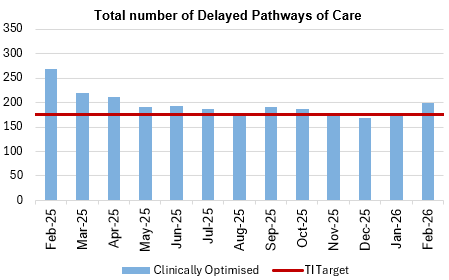 Total number of Delayed Pathways of Care
350
300
250
200
150
100
50
0
Feb-25
Mar-25
Apr-25
May-25
Jun-25
Jul-25
Aug-25
Sep-25
Oct-25
Nov-25
Dec-25
Jan-26
Feb-26
Clinically Optimised
TI Target